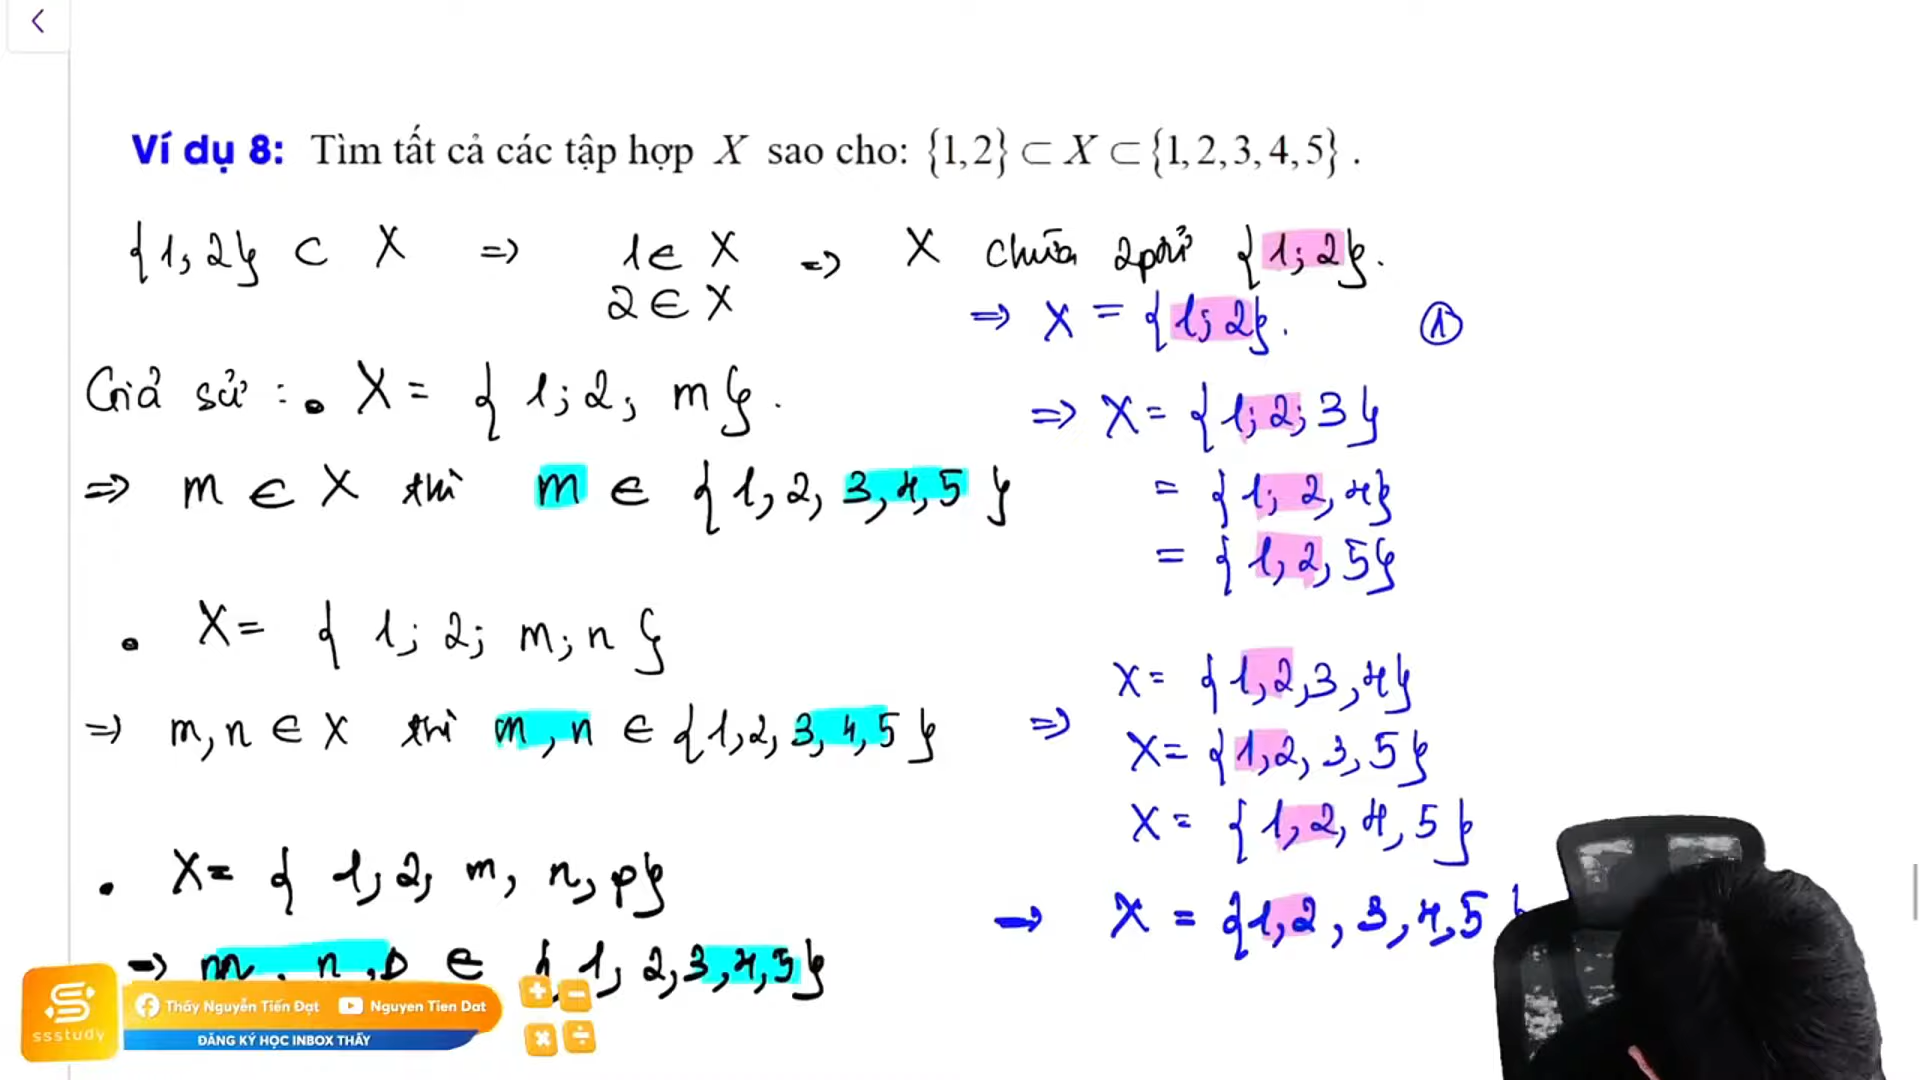 Ví dụ 8: Tìm tất cả các tập hợp X sao cho: {1,2} ⊂ X ⊂ {1,2,3,4,5} .
{1,2} ⊂ X => 1 ∈ X => X chứa 2 ptử {1;2}.
2 ∈ X
=> X = {1;2}. ①
Giả sử : • X = {1;2; m}.
=> X = {1;2;3}
=> m ∈ X thì m ∈ {1,2,3,4,5}
= {1;2,4}
= {1,2,5}
• X = {1;2; m; n}
X = {1,2,3,4}
=> m,n ∈ X thì m,n ∈ {1,2,3,4,5} =>
X = {1,2,3,5}
X = {1,2,4,5}
• X = {1,2, m, n, p}
=> X = {1,2,3,4,5}
=> m, n, p ∈ {1,2,3,4,5}
ssstudy
Thầy Nguyễn Tiến Đạt Nguyen Tien Dat
ĐĂNG KÝ HỌC INBOX THẦY